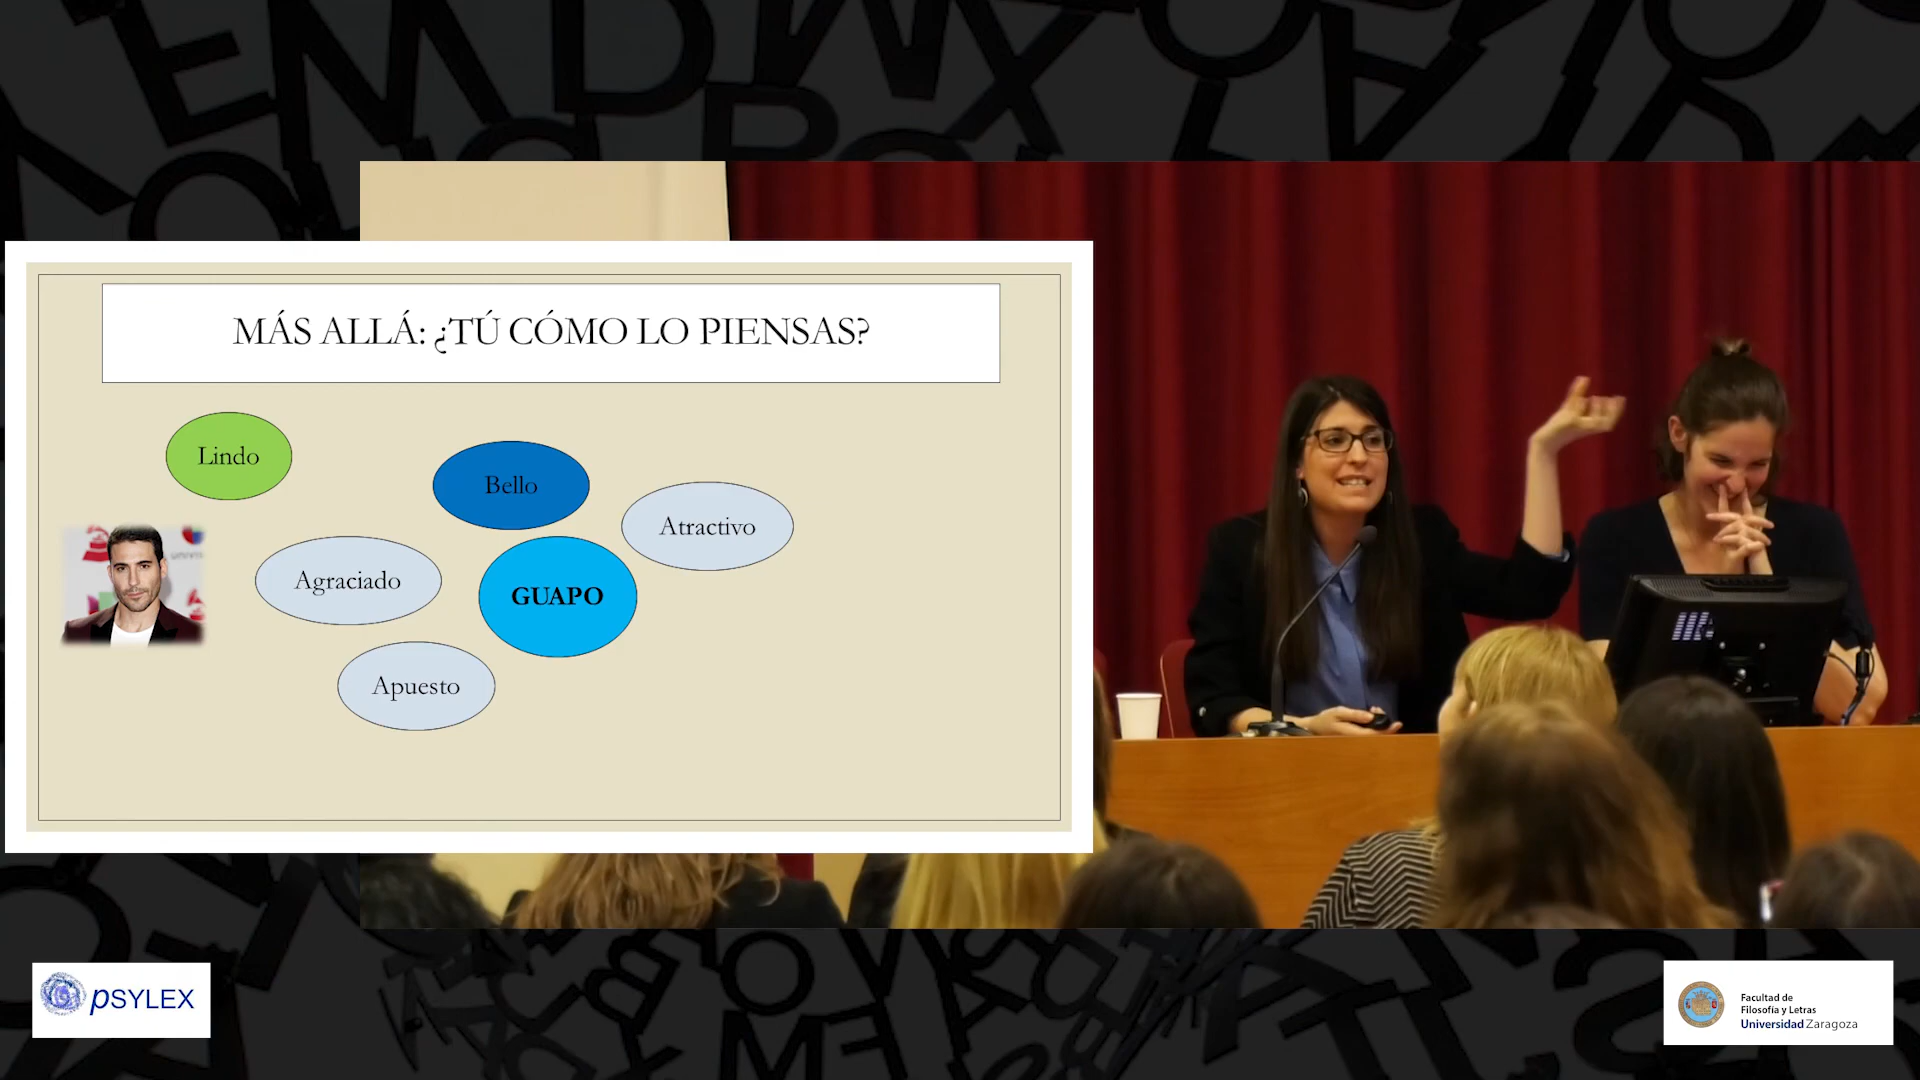 MÁS ALLÁ: ¿TÚ CÓMO LO PIENSAS?
Lindo
Bello
Atractivo
Agraciado
GUAPO
Apuesto
PSYLEX
Facultad de
Filosofía y Letras
Universidad Zaragoza